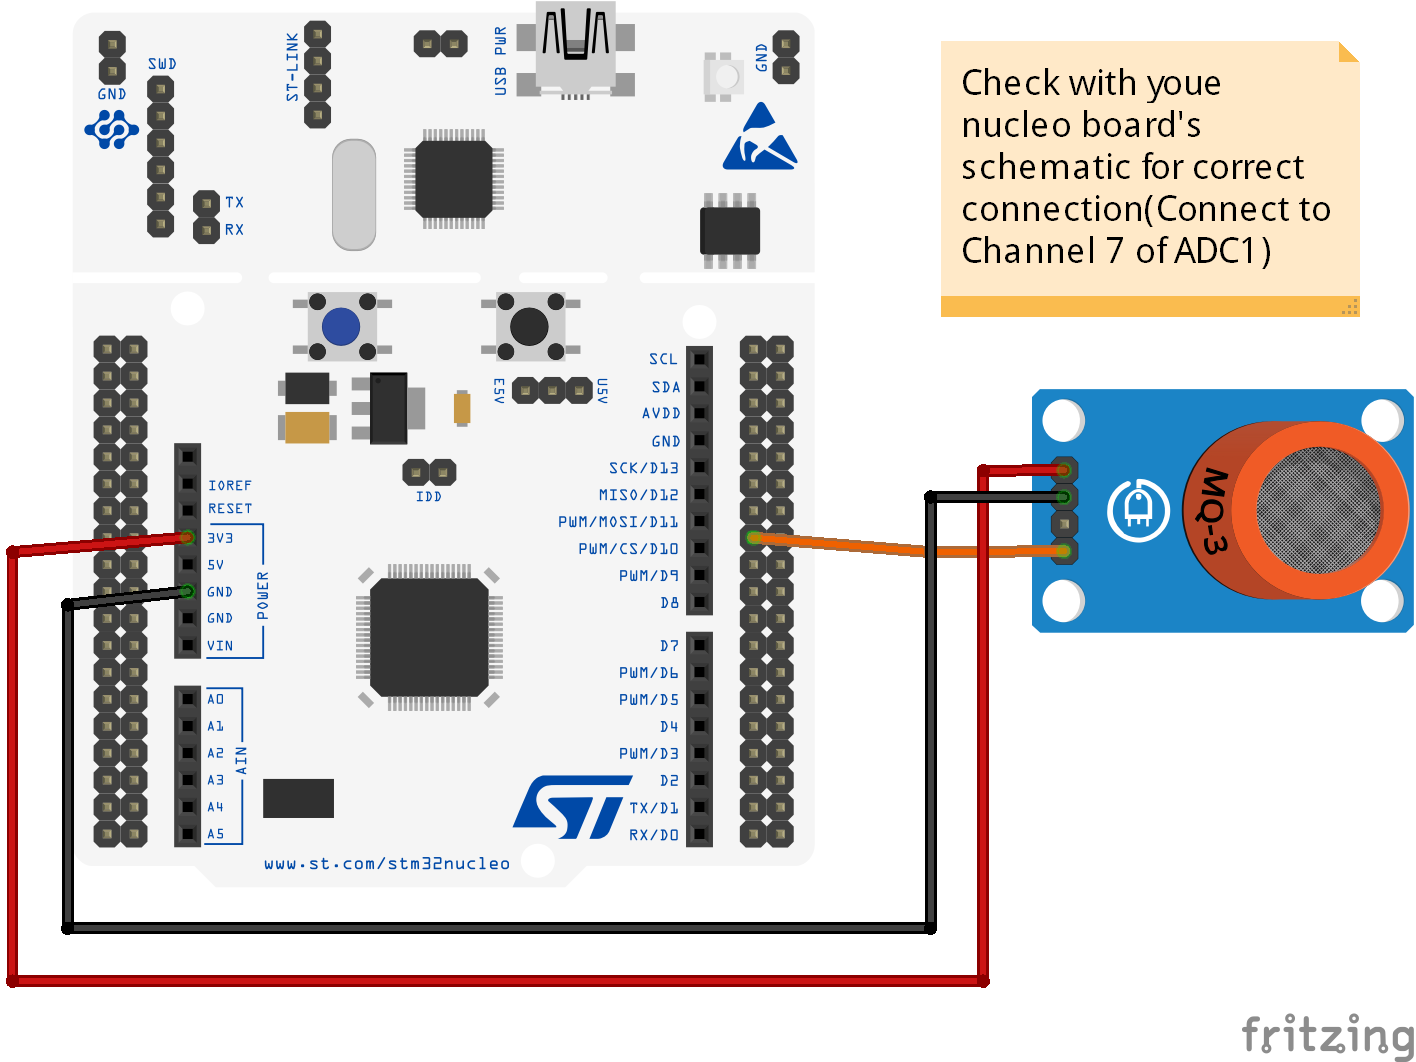 GND
SWD
ST-LINK
USB PWR
GND
TX
RX
Check with youe
nucleo board's
schematic for correct
connection(Connect to
Channel 7 of ADC1)
E5V
U5V
IDD
IOREF
RESET
3V3
5V
GND
GND
VIN
POWER
A0
A1
A2
A3
A4
A5
AIN
SCL
SDA
AVDD
GND
SCK/D13
MISO/D12
PWM/MOSI/D11
PWM/CS/D10
PWM/D9
D8
D7
PWM/D6
PWM/D5
D4
PWM/D3
D2
TX/D1
RX/D0
ST
www.st.com/stm32nucleo
MQ-3
fritzing